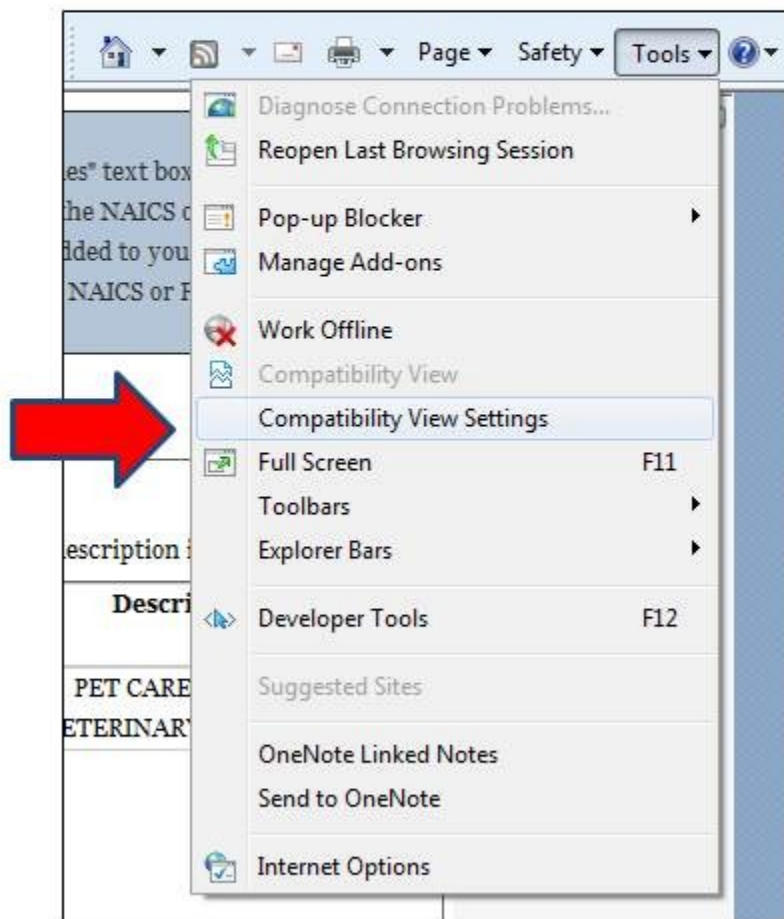 Page Safety Tools
Diagnose Connection Problems...
Reopen Last Browsing Session
es" text box
the NAICS
Pop-up Blocker
dded to you
Manage Add-ons
NAICS or
Work Offline
Compatibility View
Compatibility View Settings
Full Screen F11
Toolbars
escription
Explorer Bars
Descri
Developer Tools F12
PET CARE
Suggested Sites
ETERINARY
OneNote Linked Notes
Send to OneNote
Internet Options